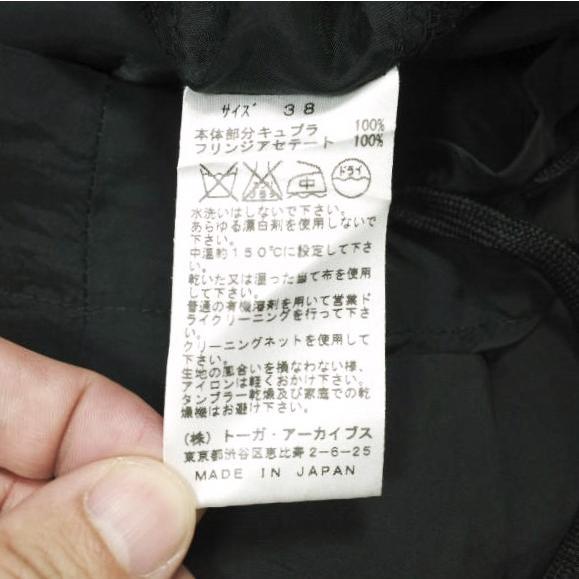 サイズ 38
本体部分キュプラ 100%
フリンジアセテート 100%
ドライ
水洗いはしないで下さい。
あらゆる漂白剤を使用しないで
下さい。
中温約150℃に設定して下さ
い。
乾いた又は湿った当て布を使用
して下さい。
普通の有機溶剤を用いて営業ド
ライクリーニングを行って下さ
い。
クリーニングネットを使用して
下さい。
生地の風合いを損なわない様、
アイロンは軽くおかけ下さい。
タンブラー乾燥及び家庭での乾
燥機はお避け下さい。
(株) トーガ・アーカイブス
東京都渋谷区恵比寿2-6-25
MADE IN JAPAN